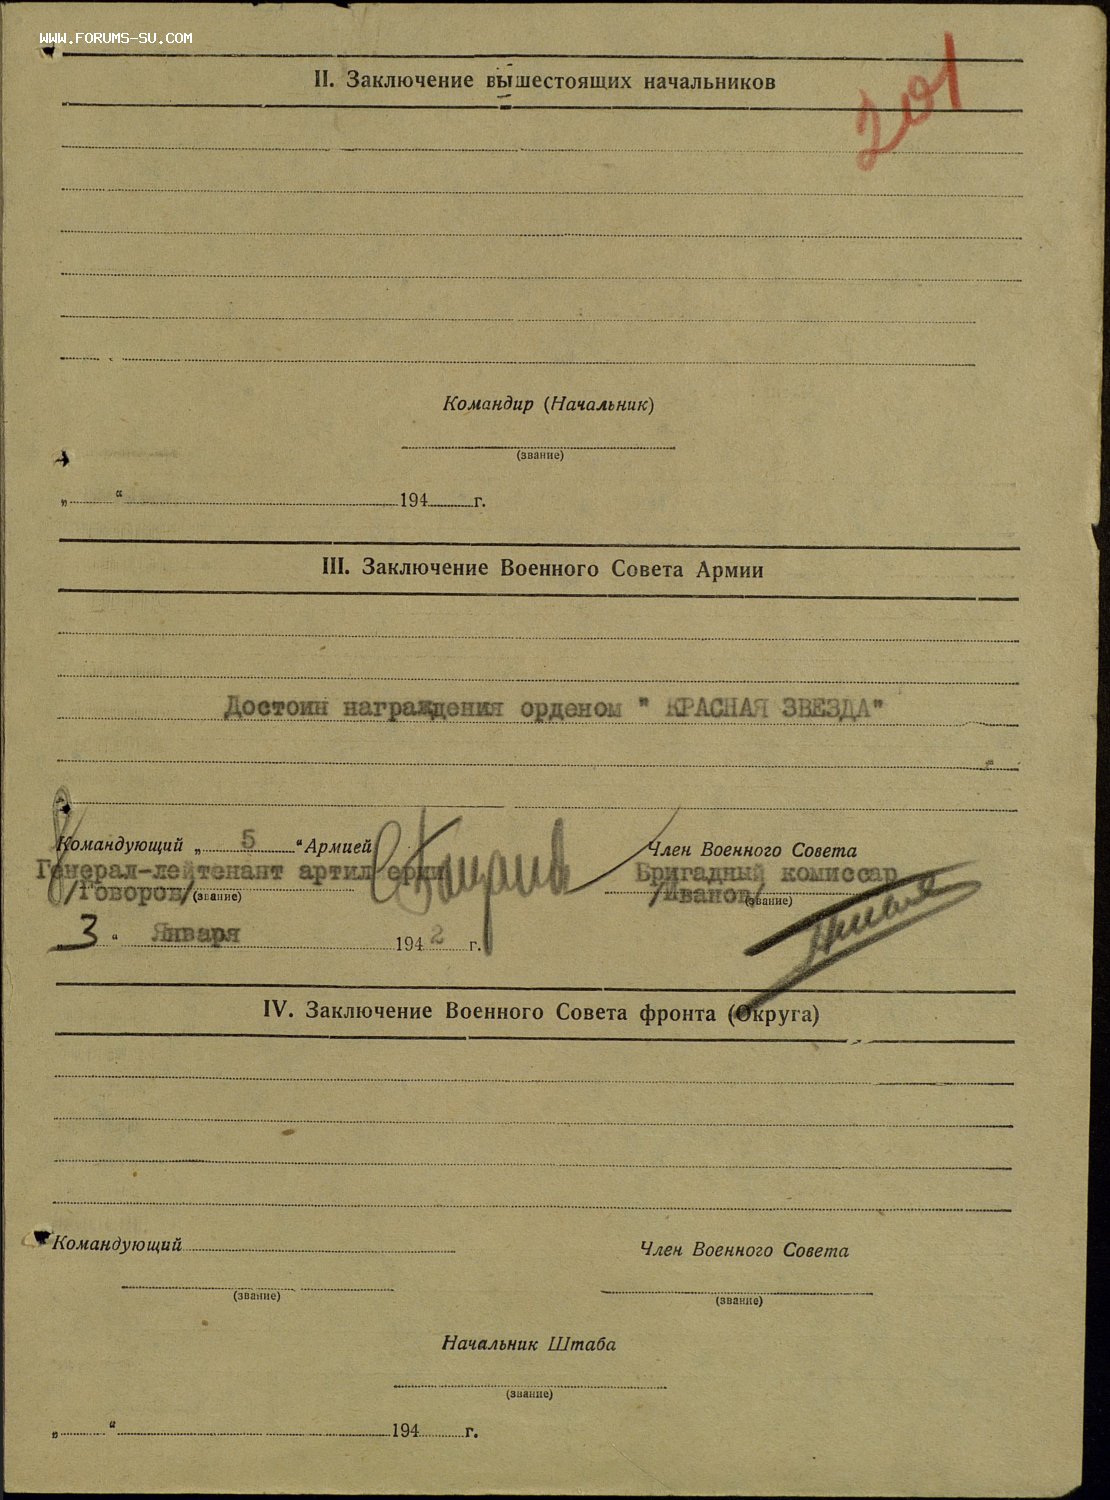 WWW.FORUMS-SU.COM
201
II. Заключение вышестоящих начальников
Командир (Начальник)
(звание)
„ “ 194 г.
III. Заключение Военного Совета Армии
Достоин награждения орденом " КРАСНАЯ ЗВЕЗДА"
Командующий „ 5 “ Армией
Член Военного Совета
Генерал-лейтенант артиллерии
Бригадный комиссар
/Говоров/ (звание)
/Иванов/ (звание)
„ 3 “ Января 1942 г.
IV. Заключение Военного Совета фронта (Округа)
Командующий
Член Военного Совета
(звание)
(звание)
Начальник Штаба
(звание)
„ “ 194 г.